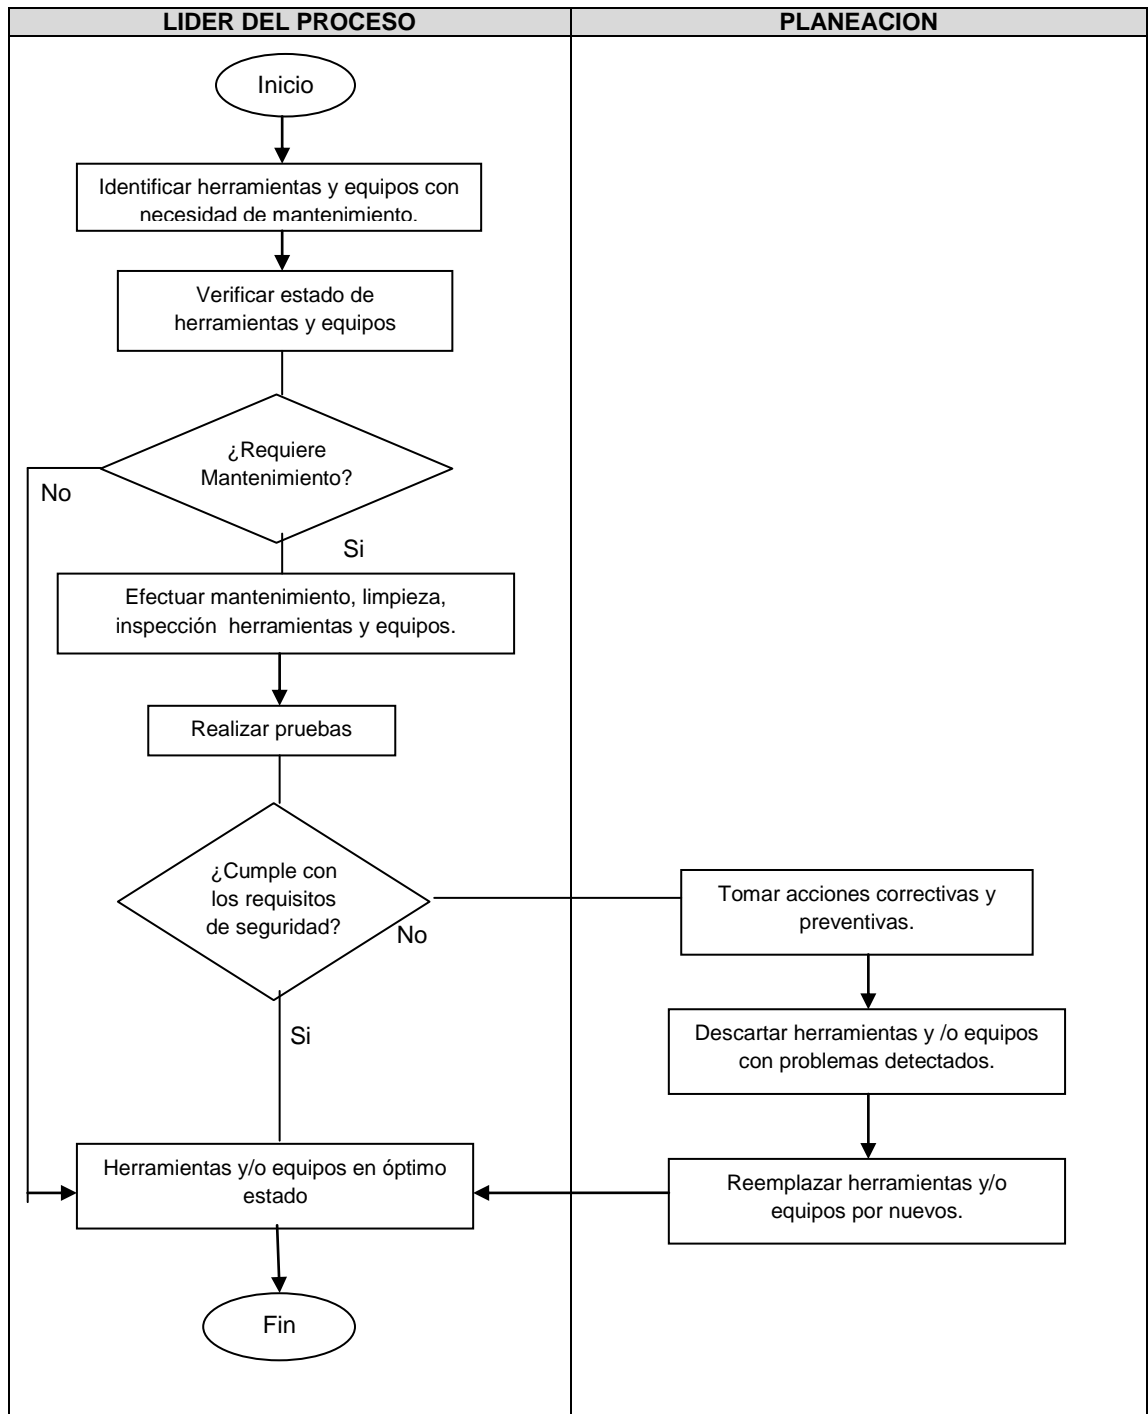 LIDER DEL PROCESO
PLANEACION
Inicio
Identificar herramientas y equipos con
necesidad de mantenimiento.
Verificar estado de
herramientas y equipos
¿Requiere
Mantenimiento?
No
Si
Efectuar mantenimiento, limpieza,
inspección herramientas y equipos.
Realizar pruebas
¿Cumple con
los requisitos
de seguridad?
No
Si
Tomar acciones correctivas y
preventivas.
Descartar herramientas y /o equipos
con problemas detectados.
Reemplazar herramientas y/o
equipos por nuevos.
Herramientas y/o equipos en óptimo
estado
Fin